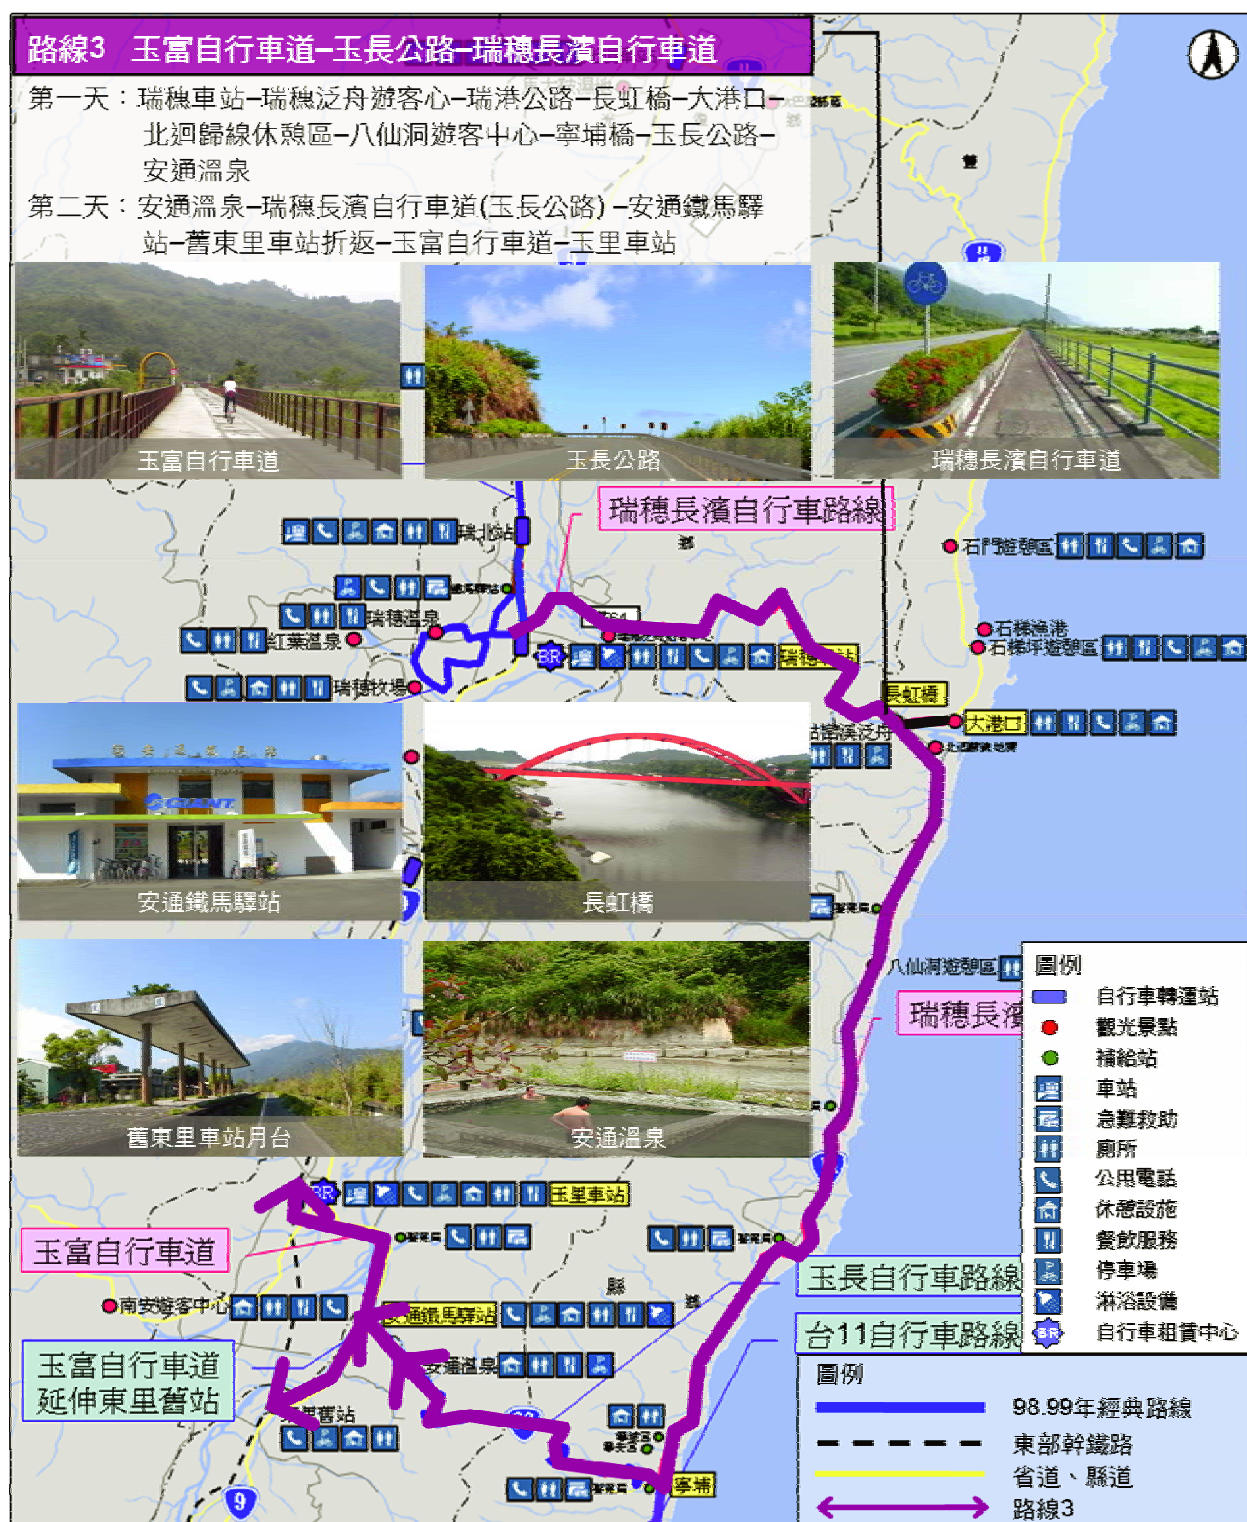 路線3 玉富自行車道–玉長公路–瑞穗長濱自行車道
第一天：瑞穗車站–瑞穗泛舟遊客心–瑞港公路–長虹橋–大港口–
北迴歸線休憩區–八仙洞遊客中心–寧埔橋–玉長公路–
安通溫泉
第二天：安通溫泉–瑞穗長濱自行車道(玉長公路)–安通鐵馬驛
站–舊東里車站折返–玉富自行車道–玉里車站
玉富自行車道
玉長公路
瑞穗長濱自行車道
瑞穗長濱自行車路線
瑞北站
石門遊憩區
瑞穗溫泉
紅葉溫泉
石梯漁港
石梯坪遊憩區
BR
瑞穗車站
瑞穗牧場
長虹橋
大港口
GIANT
安通鐵馬驛站
長虹橋
八仙洞遊憩區
瑞穗長濱
舊東里車站月台
安通溫泉
BR
玉里車站
玉富自行車道
玉長自行車路線
南安遊客中心
縣
安通鐵馬驛站
台11自行車路線
玉富自行車道
延伸東里舊站
安通溫泉
舊站
寧埔
9
圖例
自行車轉運站
觀光景點
補給站
車站
急難救助
廁所
公用電話
休憩設施
餐飲服務
停車場
淋浴設備
BR
自行車租賃中心
圖例
98.99年經典路線
東部幹鐵路
省道、縣道
路線3